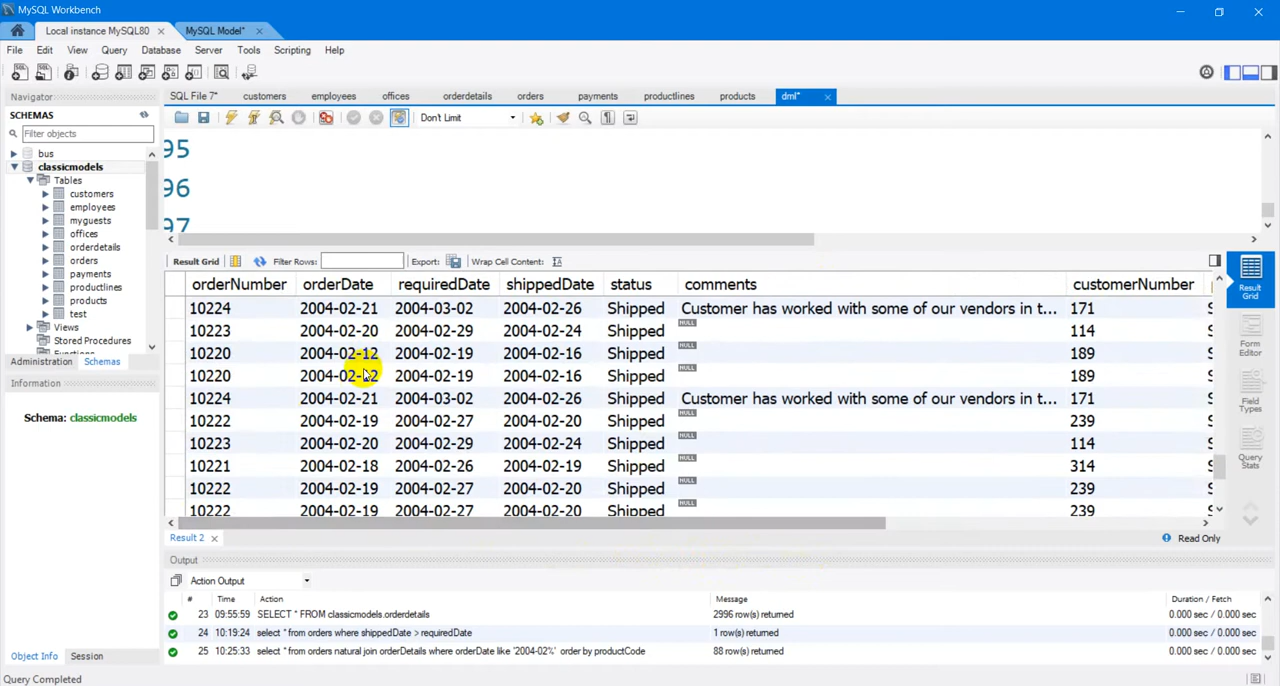 MySQL Workbench
Local instance MySQL80 MySQL Model*
File Edit View Query Database Server Tools Scripting Help
Navigator
SCHEMAS
Filter objects
bus
classicmodels
Tables
customers
employees
myguests
offices
orderdetails
orders
payments
productlines
products
test
Views
Stored Procedures
Administration Schemas
Information
Schema: classicmodels
Object Info Session
Query Completed
SQL File 7* customers employees offices orderdetails orders payments productlines products dml*
Don't Limit
95
96
97
Result Grid Filter Rows: Export: Wrap Cell Content:
orderNumber orderDate requiredDate shippedDate status comments customerNumber
10224 2004-02-21 2004-03-02 2004-02-26 Shipped Customer has worked with some of our vendors in t... 171 S
10223 2004-02-20 2004-02-29 2004-02-24 Shipped NULL 114 S
10220 2004-02-12 2004-02-19 2004-02-16 Shipped NULL 189 S
10220 2004-02-12 2004-02-19 2004-02-16 Shipped NULL 189 S
10224 2004-02-21 2004-03-02 2004-02-26 Shipped Customer has worked with some of our vendors in t... 171 S
10222 2004-02-19 2004-02-27 2004-02-20 Shipped NULL 239 S
10223 2004-02-20 2004-02-29 2004-02-24 Shipped NULL 114 S
10221 2004-02-18 2004-02-26 2004-02-19 Shipped NULL 314 S
10222 2004-02-19 2004-02-27 2004-02-20 Shipped NULL 239 S
10222 2004-02-19 2004-02-27 2004-02-20 Shipped NULL 239 S
Result Grid
Form Editor
Field Types
Query Stats
Result 2 Read Only
Output
Action Output
# Time Action Message Duration / Fetch
23 09:55:59 SELECT * FROM classicmodels.orderdetails 2996 row(s) returned 0.000 sec / 0.000 sec
24 10:19:24 select * from orders where shippedDate > requiredDate 1 row(s) returned 0.000 sec / 0.000 sec
25 10:25:33 select * from orders natural join orderDetails where orderDate like '2004-02%' order by productCode 88 row(s) returned 0.000 sec / 0.000 sec